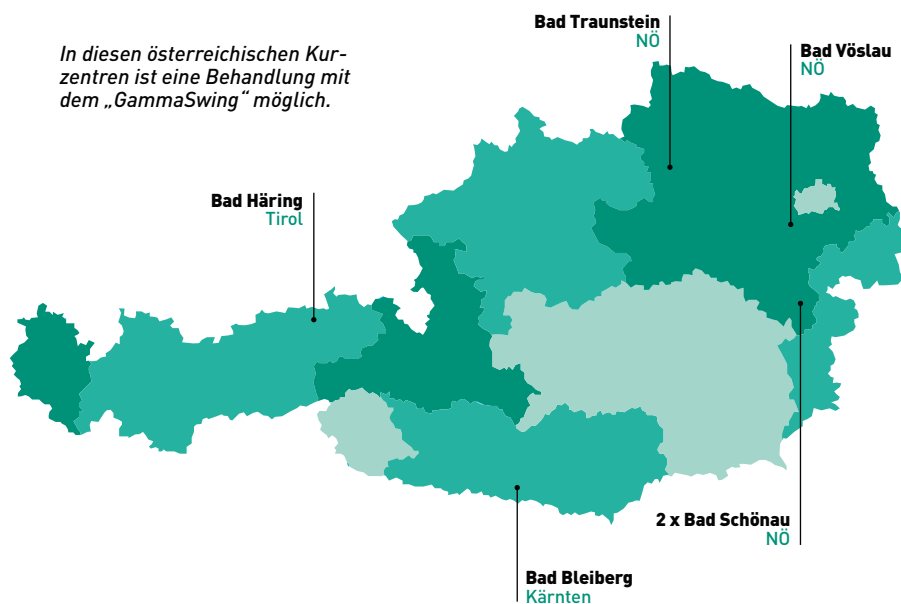 In diesen österreichischen Kur-
zentren ist eine Behandlung mit
dem „GammaSwing“ möglich.
Bad Traunstein
NÖ
Bad Vöslau
NÖ
Bad Häring
Tirol
2 x Bad Schönau
NÖ
Bad Bleiberg
Kärnten